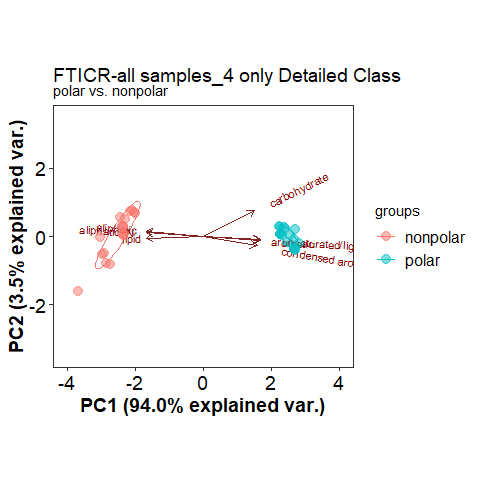 FTICR-all samples_4 only Detailed Class
polar vs. nonpolar
PC2 (3.5% explained var.)
2
0
-2
carbohydrate
lipid
condensed aro
groups
nonpolar
polar
-4
-2
0
2
4
PC1 (94.0% explained var.)